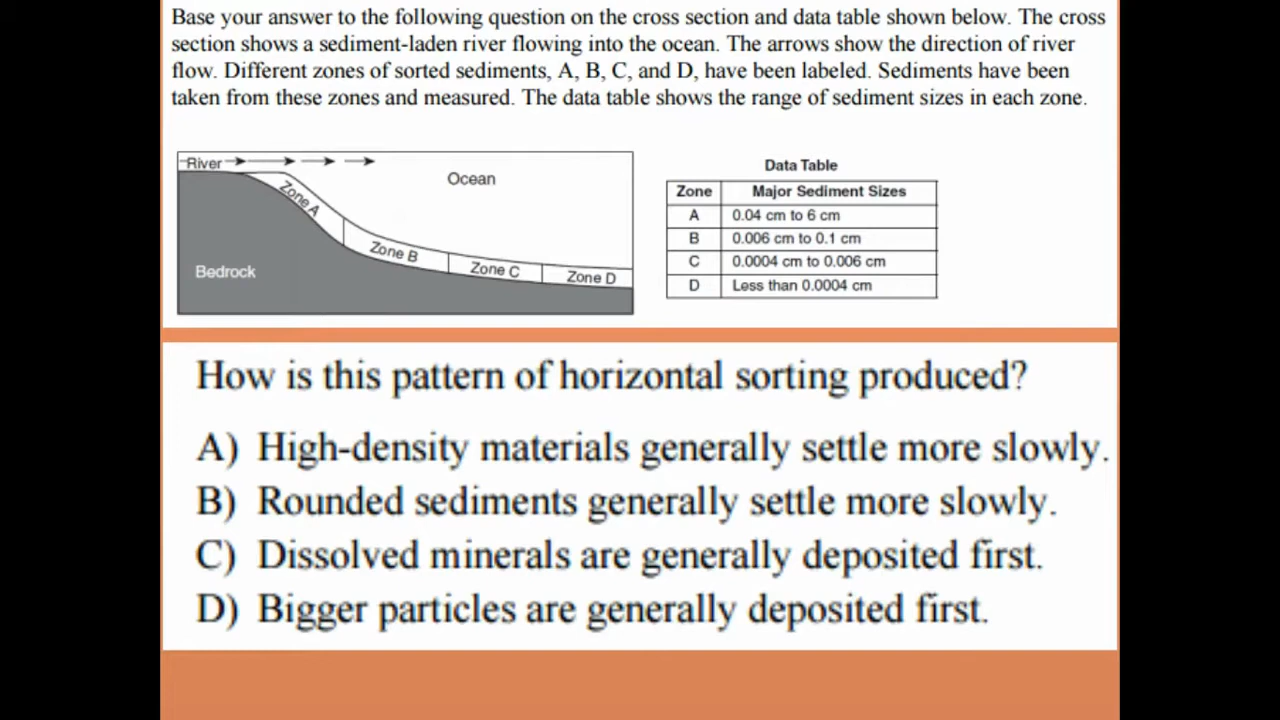 Base your answer to the following question on the cross section and data table shown below. The cross
section shows a sediment-laden river flowing into the ocean. The arrows show the direction of river
flow. Different zones of sorted sediments, A, B, C, and D, have been labeled. Sediments have been
taken from these zones and measured. The data table shows the range of sediment sizes in each zone.
River
Ocean
Zone A
Zone B
Zone C
Zone D
Bedrock
Data Table
Zone Major Sediment Sizes
A 0.04 cm to 6 cm
B 0.006 cm to 0.1 cm
C 0.0004 cm to 0.006 cm
D Less than 0.0004 cm
How is this pattern of horizontal sorting produced?
A) High-density materials generally settle more slowly.
B) Rounded sediments generally settle more slowly.
C) Dissolved minerals are generally deposited first.
D) Bigger particles are generally deposited first.